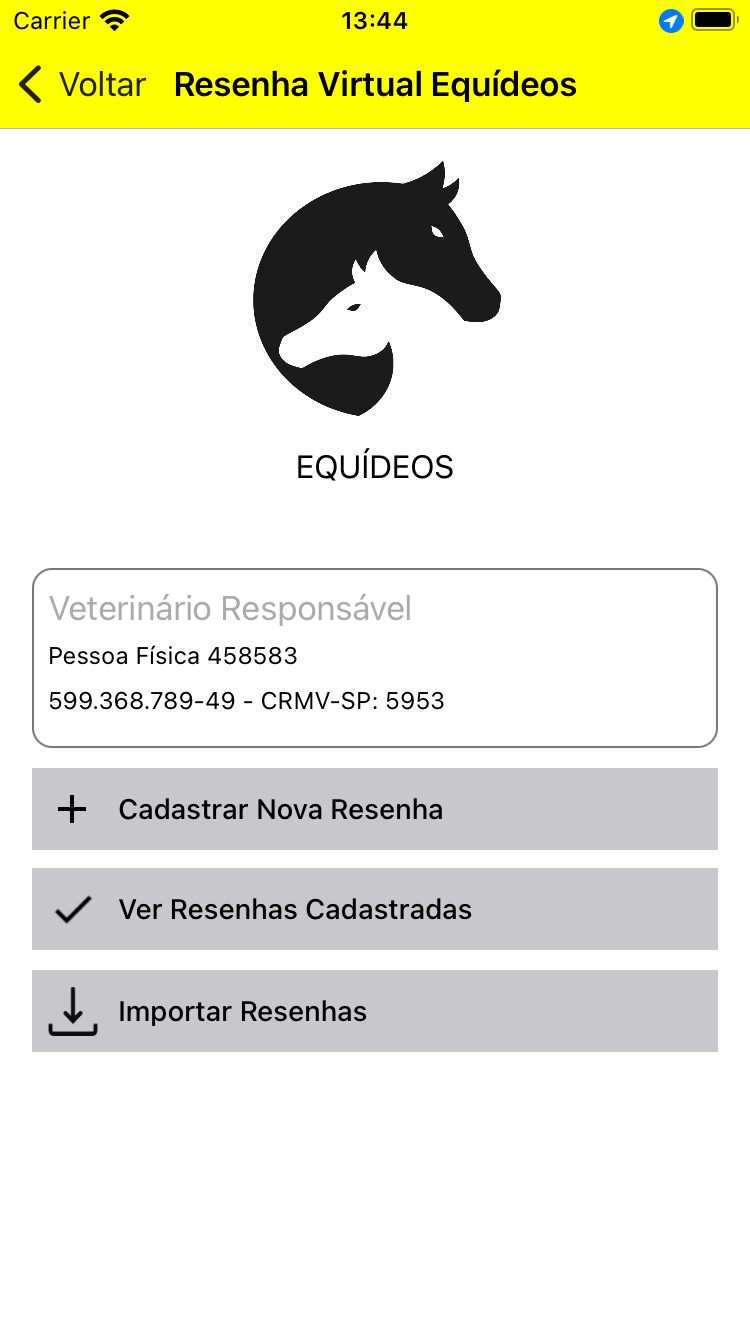 Carrier 13:44
Voltar Resenha Virtual Equídeos
EQUÍDEOS
Veterinário Responsável
Pessoa Física 458583
599.368.789-49 - CRMV-SP: 5953
Cadastrar Nova Resenha
Ver Resenhas Cadastradas
Importar Resenhas